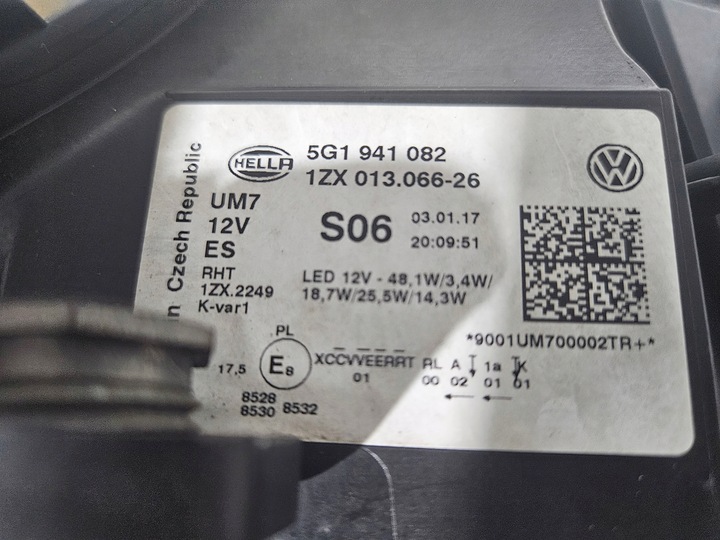 n Czech Republic
HELLA
5G1 941 082
1ZX 013.066-26
UM7
12V
ES
S06
03.01.17
20:09:51
RHT
1ZX.2249
K-var1
LED 12V - 48,1W/3,4W/
18,7W/25,5W/14,3W
VW
*9001UM700002TR+*
PL
17,5
E8
XCCVVEERRT RL A 1a K
01 00 02 01 01
8528
8530 8532